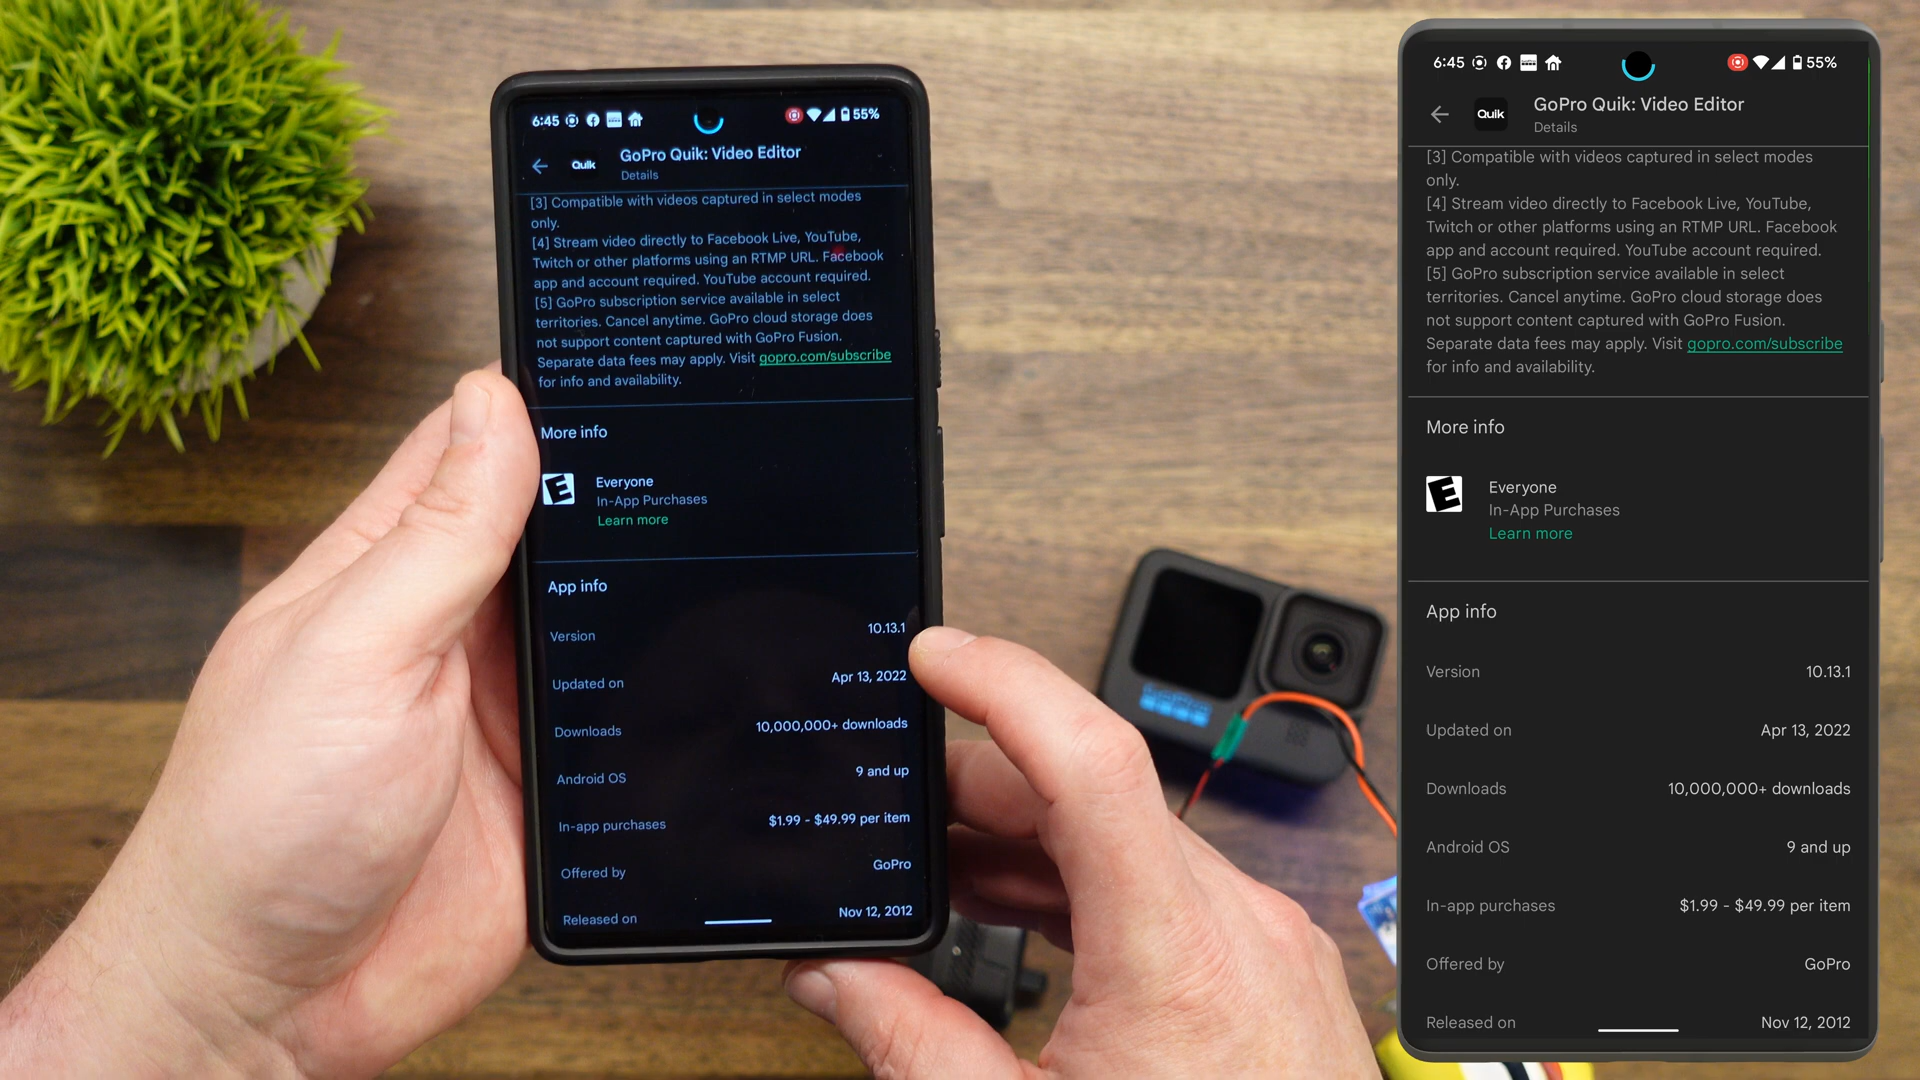 6:45
55%
Quik
GoPro Quik: Video Editor
Details
[3] Compatible with videos captured in select modes
only.
[4] Stream video directly to Facebook Live, YouTube,
Twitch or other platforms using an RTMP URL. Facebook
app and account required. YouTube account required.
[5] GoPro subscription service available in select
territories. Cancel anytime. GoPro cloud storage does
not support content captured with GoPro Fusion.
Separate data fees may apply. Visit gopro.com/subscribe
for info and availability.
More info
E
Everyone
In-App Purchases
Learn more
App info
Version 10.13.1
Updated on Apr 13, 2022
Downloads 10,000,000+ downloads
Android OS 9 and up
In-app purchases $1.99 - $49.99 per item
Offered by GoPro
Released on Nov 12, 2012
GoPro
6:45
55%
Quik
GoPro Quik: Video Editor
Details
[3] Compatible with videos captured in select modes
only.
[4] Stream video directly to Facebook Live, YouTube,
Twitch or other platforms using an RTMP URL. Facebook
app and account required. YouTube account required.
[5] GoPro subscription service available in select
territories. Cancel anytime. GoPro cloud storage does
not support content captured with GoPro Fusion.
Separate data fees may apply. Visit gopro.com/subscribe
for info and availability.
More info
E
Everyone
In-App Purchases
Learn more
App info
Version 10.13.1
Updated on Apr 13, 2022
Downloads 10,000,000+ downloads
Android OS 9 and up
In-app purchases $1.99 - $49.99 per item
Offered by GoPro
Released on Nov 12, 2012